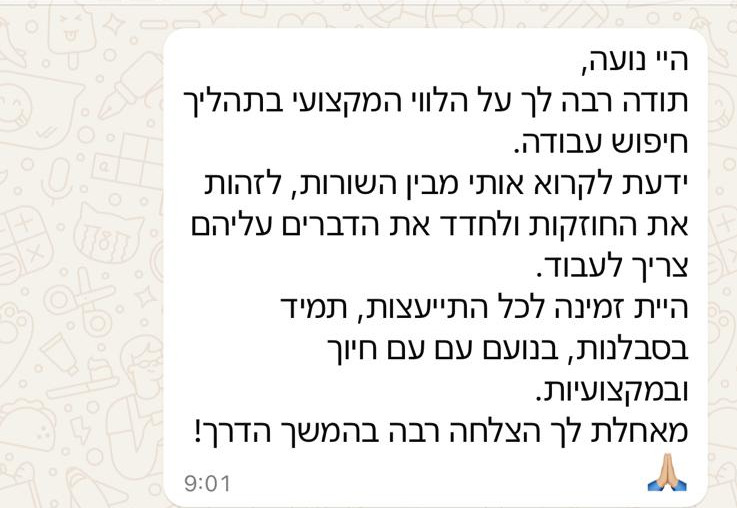 היי נועה,
תודה רבה לך על הלווי המקצועי בתהליך
חיפוש עבודה.
ידעת לקרוא אותי מבין השורות, לזהות
את החוזקות ולחדד את הדברים עליהם
צריך לעבוד.
היית זמינה לכל התייעצות, תמיד
בסבלנות, בנועם עם עם חיוך
ובמקצועיות.
מאחלת לך הצלחה רבה בהמשך הדרך!
🙏🏼
9:01